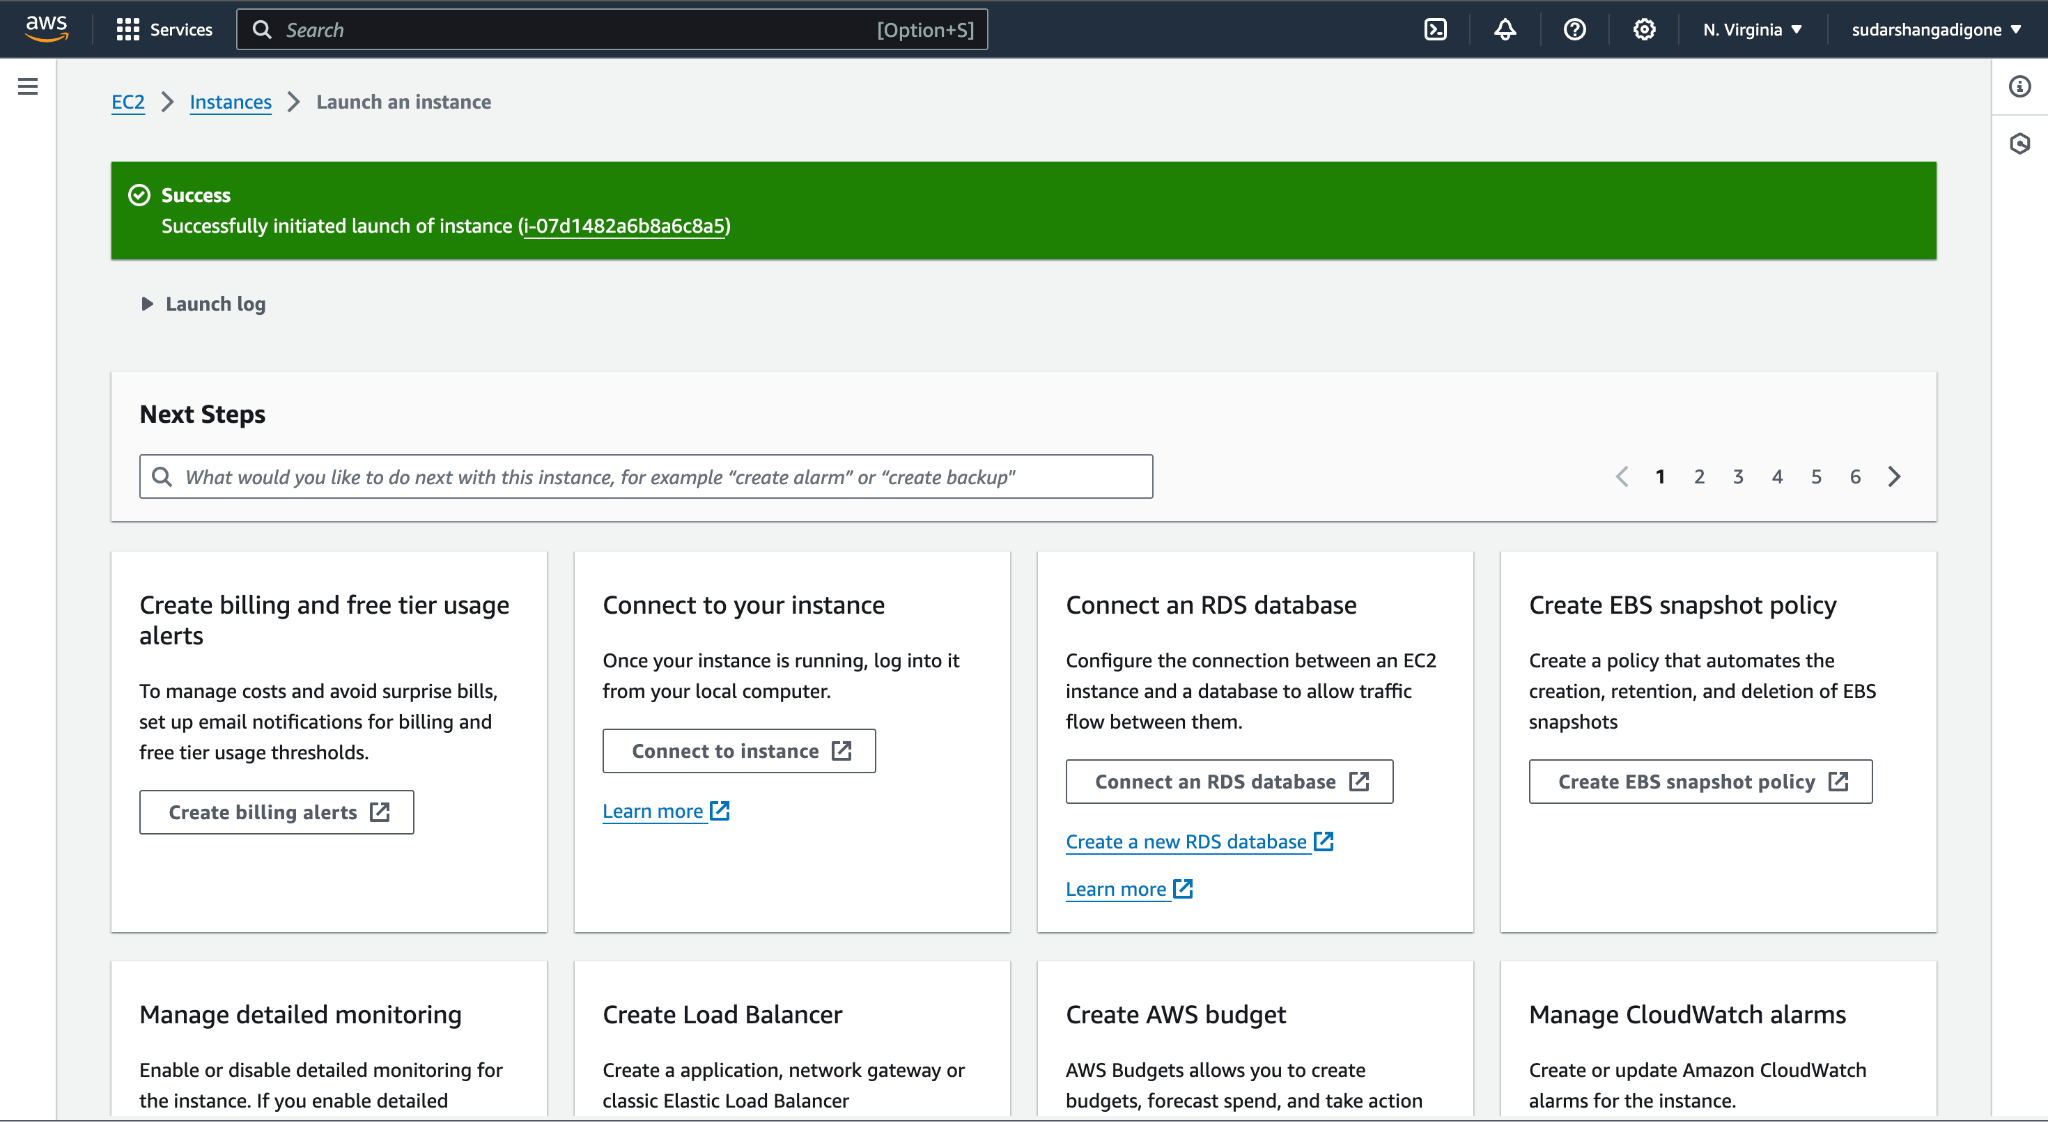 aws
Services
Search [Option+S]
N. Virginia
sudarshangadigone
EC2 Instances Launch an instance
Success
Successfully initiated launch of instance (i-07d1482a6b8a6c8a5)
Launch log
Next Steps
What would you like to do next with this instance, for example “create alarm” or “create backup"
1 2 3 4 5 6
Create billing and free tier usage
alerts
To manage costs and avoid surprise bills,
set up email notifications for billing and
free tier usage thresholds.
Create billing alerts
Connect to your instance
Once your instance is running, log into it
from your local computer.
Connect to instance
Learn more
Connect an RDS database
Configure the connection between an EC2
instance and a database to allow traffic
flow between them.
Connect an RDS database
Create a new RDS database
Learn more
Create EBS snapshot policy
Create a policy that automates the
creation, retention, and deletion of EBS
snapshots
Create EBS snapshot policy
Manage detailed monitoring
Enable or disable detailed monitoring for
the instance. If you enable detailed
Create Load Balancer
Create a application, network gateway or
classic Elastic Load Balancer
Create AWS budget
AWS Budgets allows you to create
budgets, forecast spend, and take action
Manage CloudWatch alarms
Create or update Amazon CloudWatch
alarms for the instance.